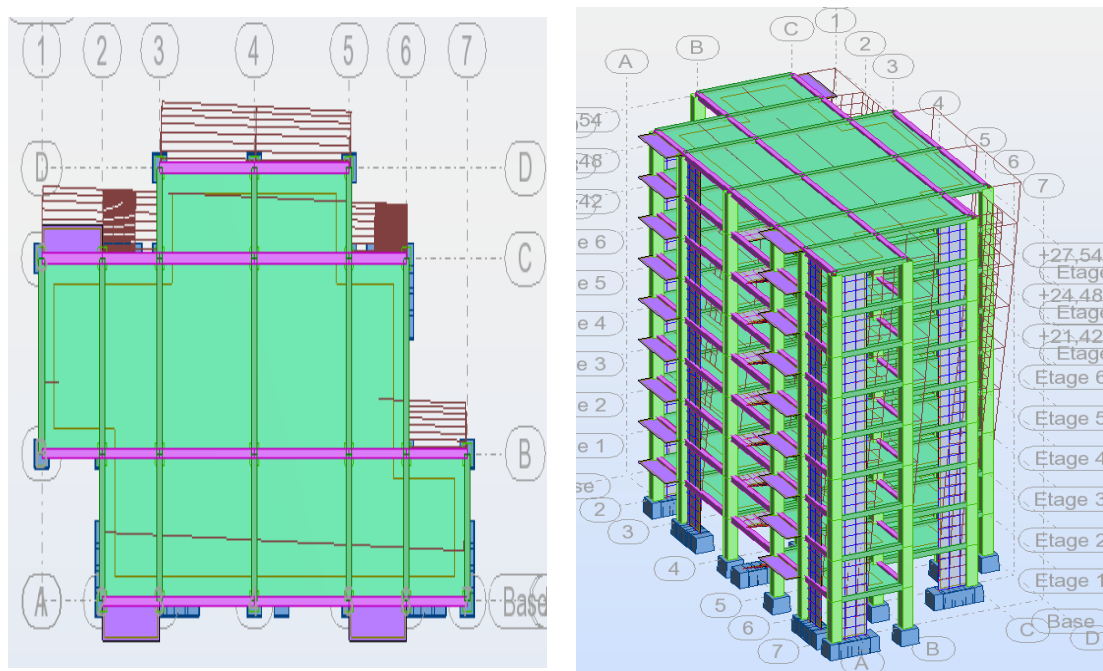 1 2 3 4 5 6 7
D D
C
B
A Base
1
C 2
B 3
A
4
5
6
7
,54
,48
,42
e 6
e 5
e 4
e 3
e 2
e 1
se
2
3
4
5
6
7
A
B
C
D
+27,54
Etage
+24,48
Etage
+21,42
Etage
Etage 6
Etage 5
Etage 4
Etage 3
Etage 2
Etage 1
Base